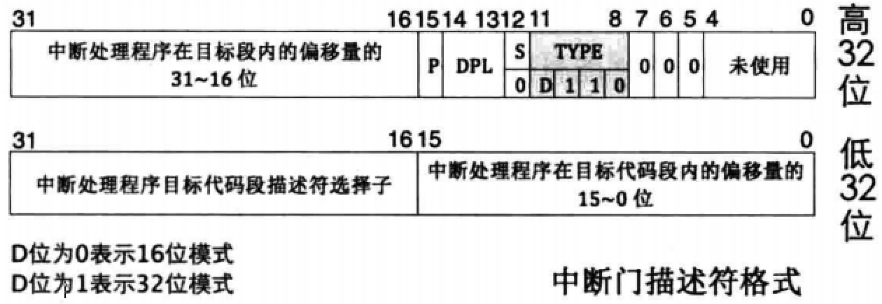 31 16 15 14 13 12 11 8 7 6 5 4 0
中断处理程序在目标段内的偏移量的
31~16 位
P DPL S TYPE 0 0 0 未使用
0 D 1 1 0
高
32
位
31 16 15 0
中断处理程序目标代码段描述符选择子
中断处理程序在目标代码段内的偏移量的
15~0 位
低
32
位
D位为0表示16位模式
D位为1表示32位模式
中断门描述符格式